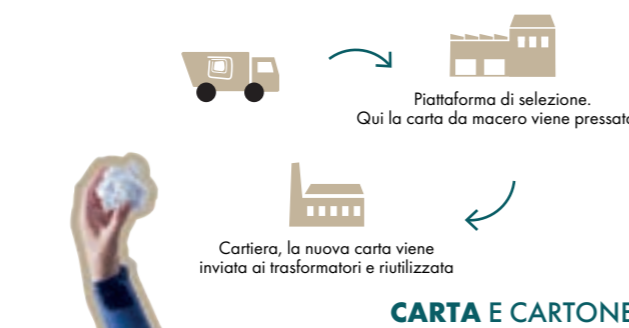 Piattaforma di selezione.
Qui la carta da macero viene pressata
Cartiera, la nuova carta viene
inviata ai trasformatori e riutilizzata
CARTA E CARTONE